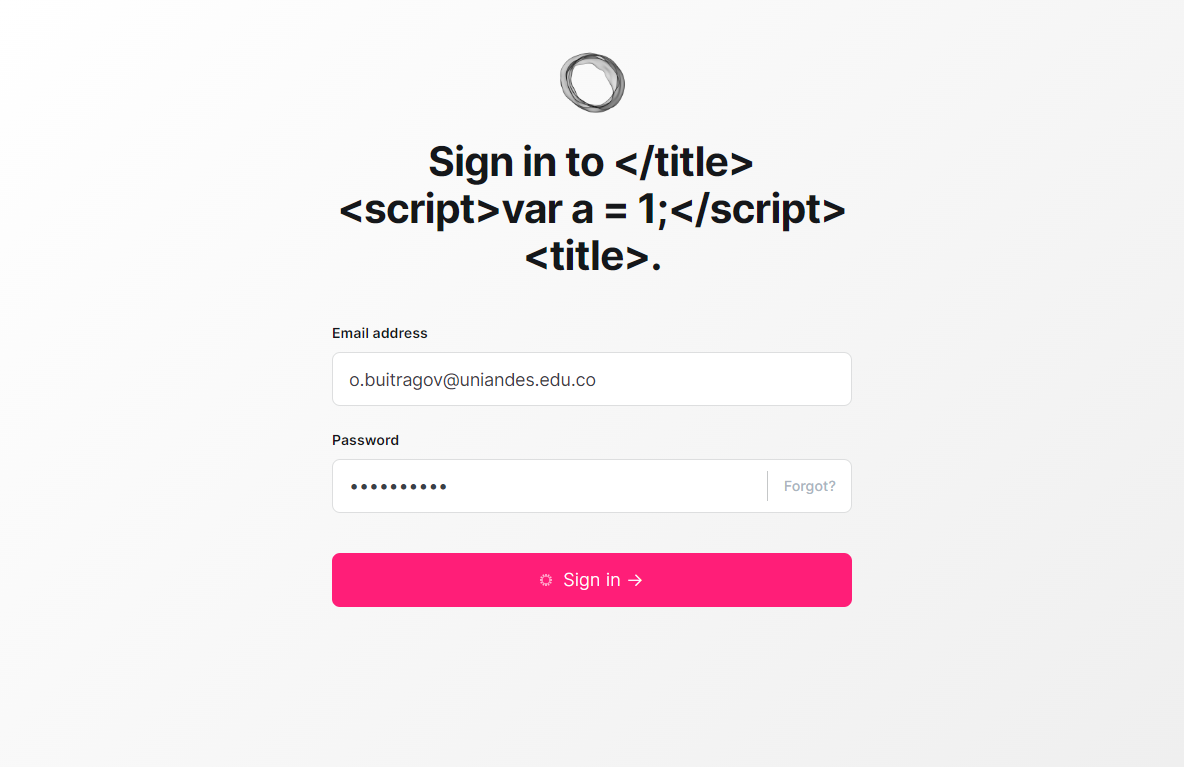 Sign in to </title>
<script>var a = 1;</script>
<title>.
Email address
o.buitragov@uniandes.edu.co
Password
••••••••••
Forgot?
Sign in →